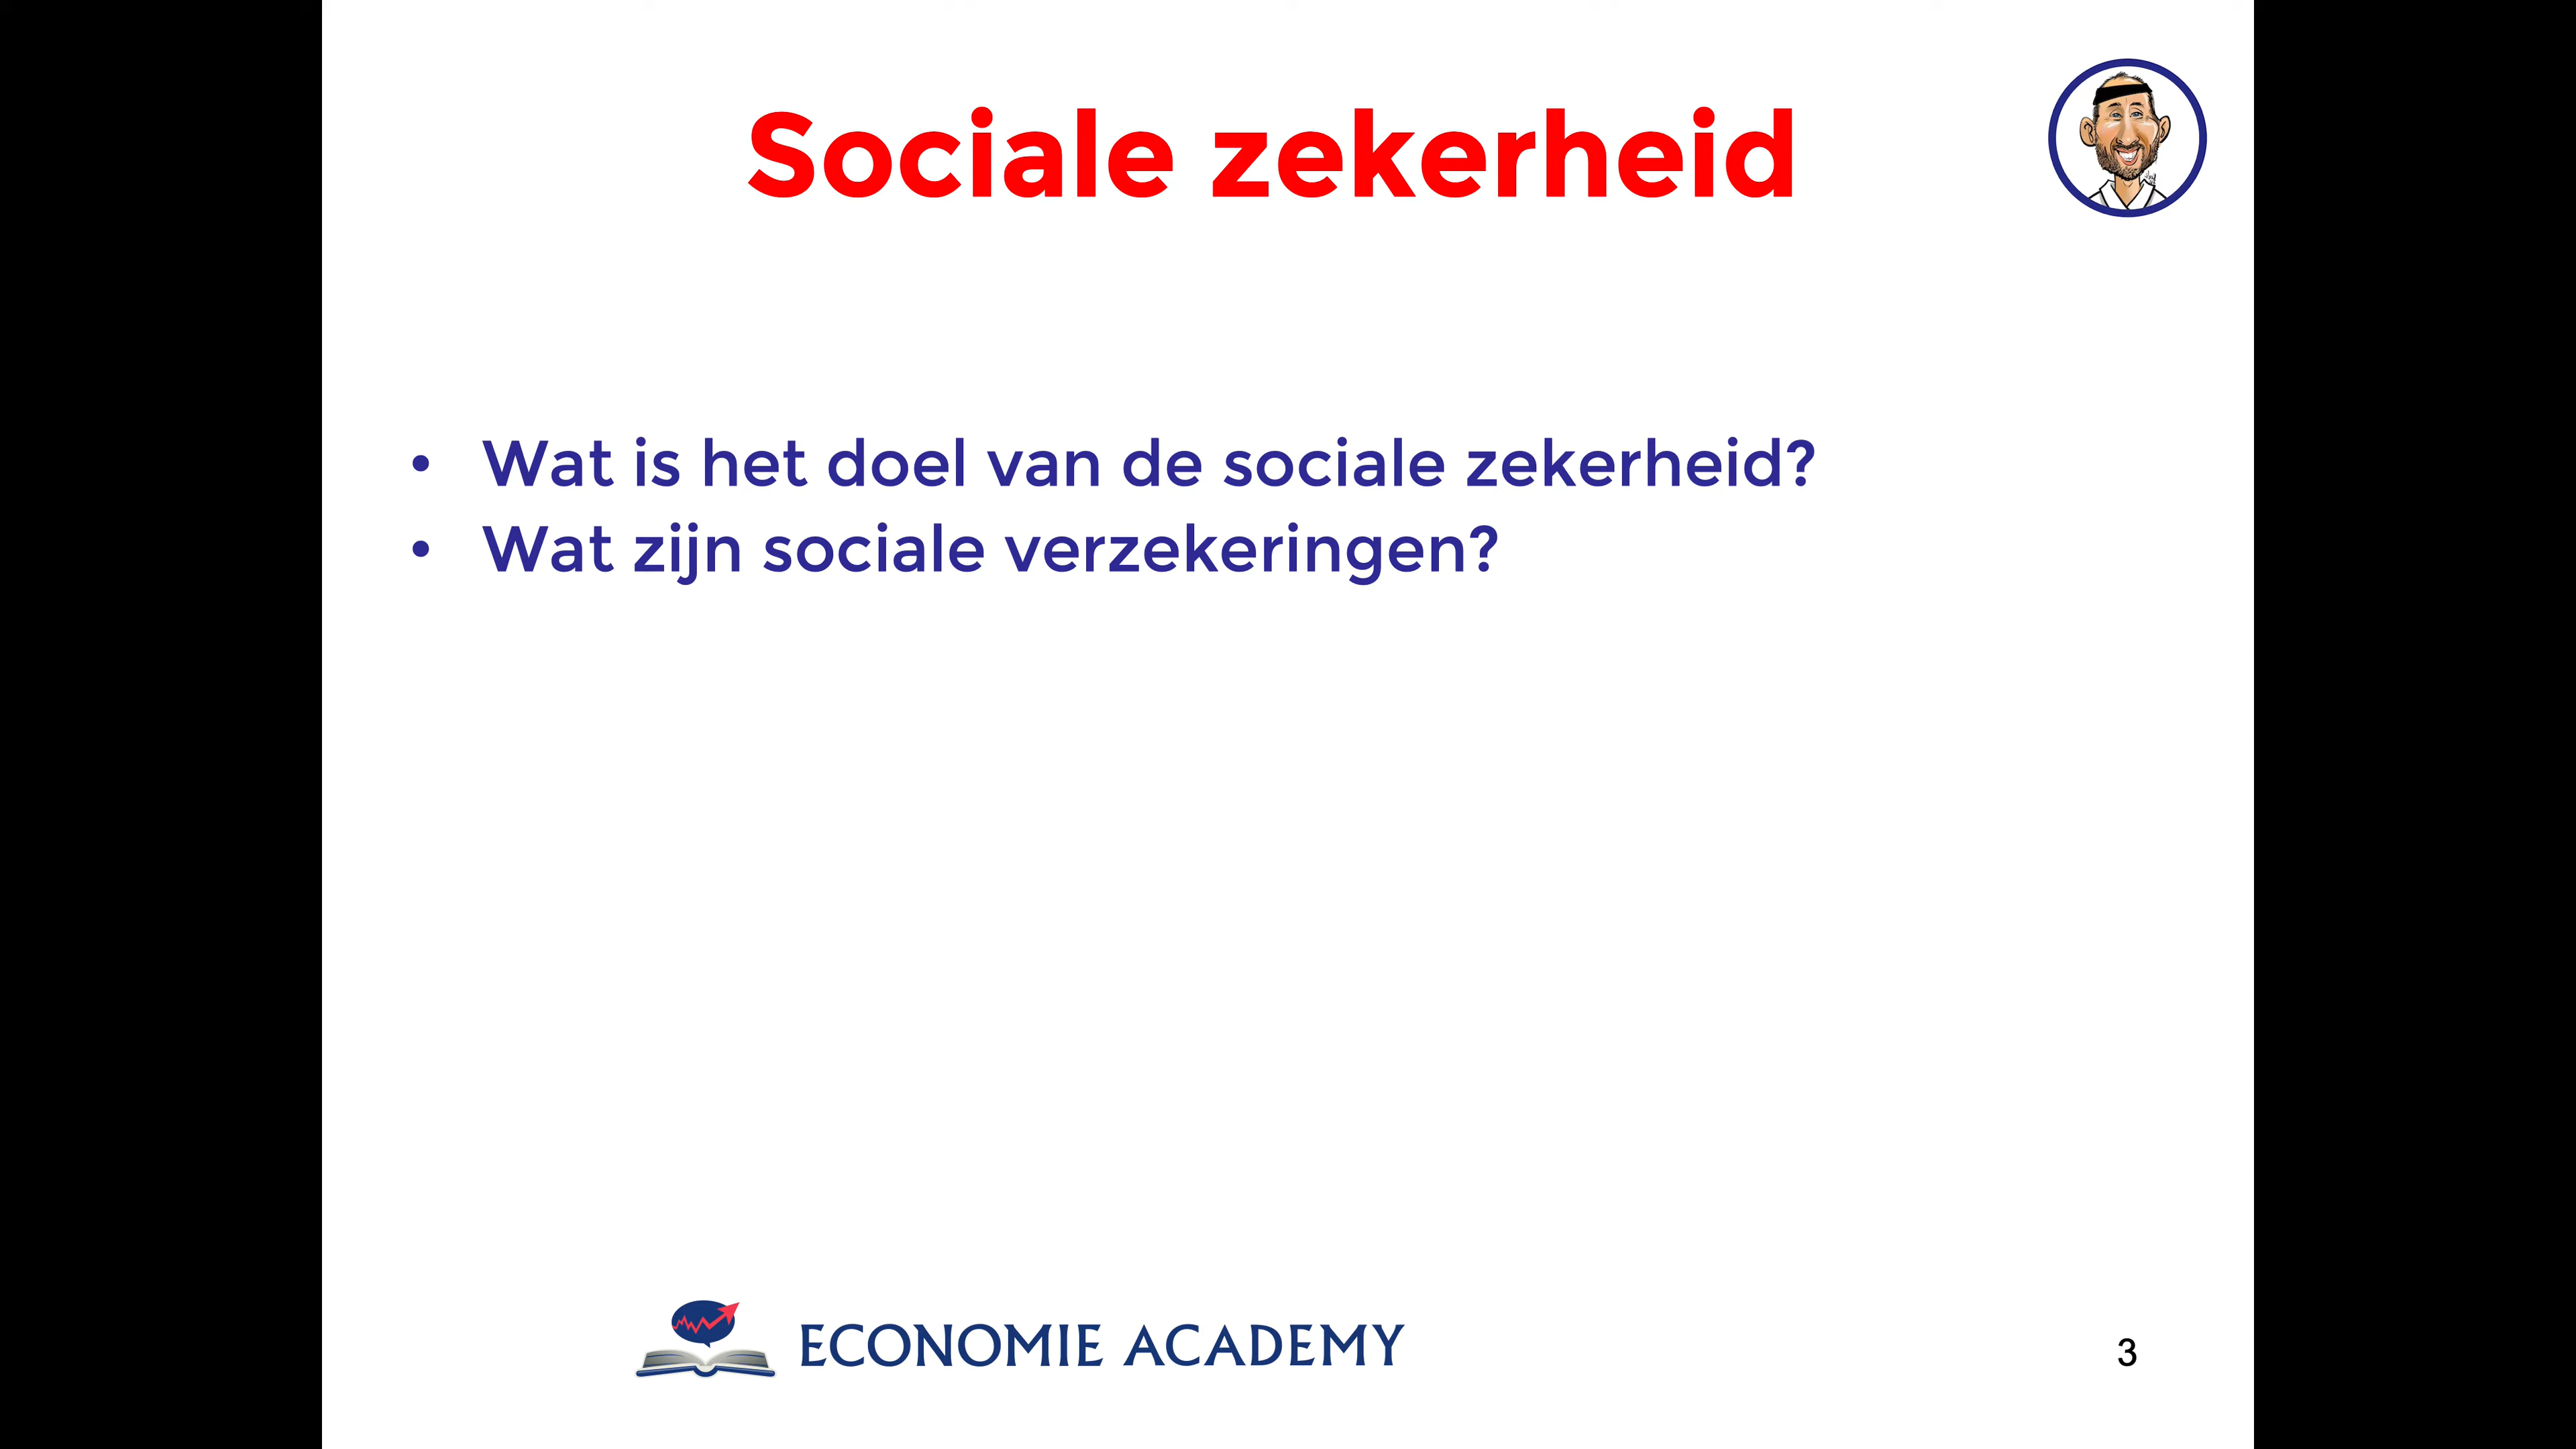 Sociale zekerheid
• Wat is het doel van de sociale zekerheid?
• Wat zijn sociale verzekeringen?
ECONOMIE ACADEMY
3